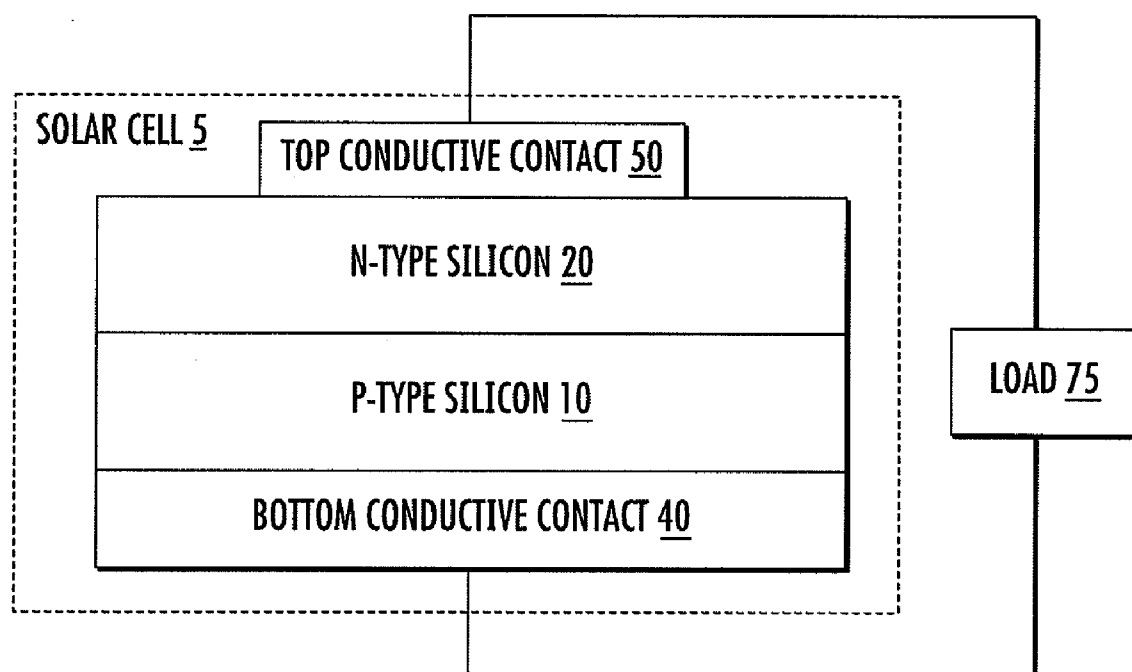 SOLAR CELL 5
TOP CONDUCTIVE CONTACT 50
N-TYPE SILICON 20
P-TYPE SILICON 10
LOAD 75
BOTTOM CONDUCTIVE CONTACT 40